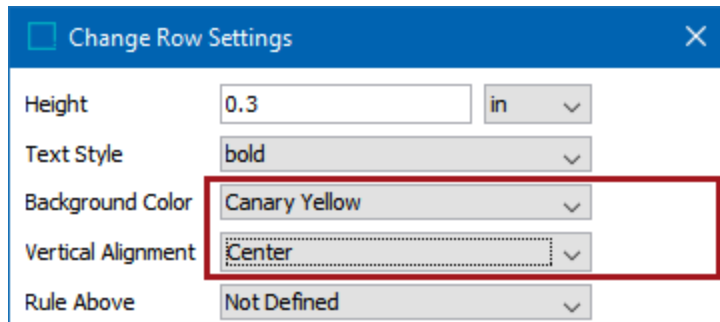 Change Row Settings
Height 0.3 in
Text Style bold
Background Color Canary Yellow
Vertical Alignment Center
Rule Above Not Defined